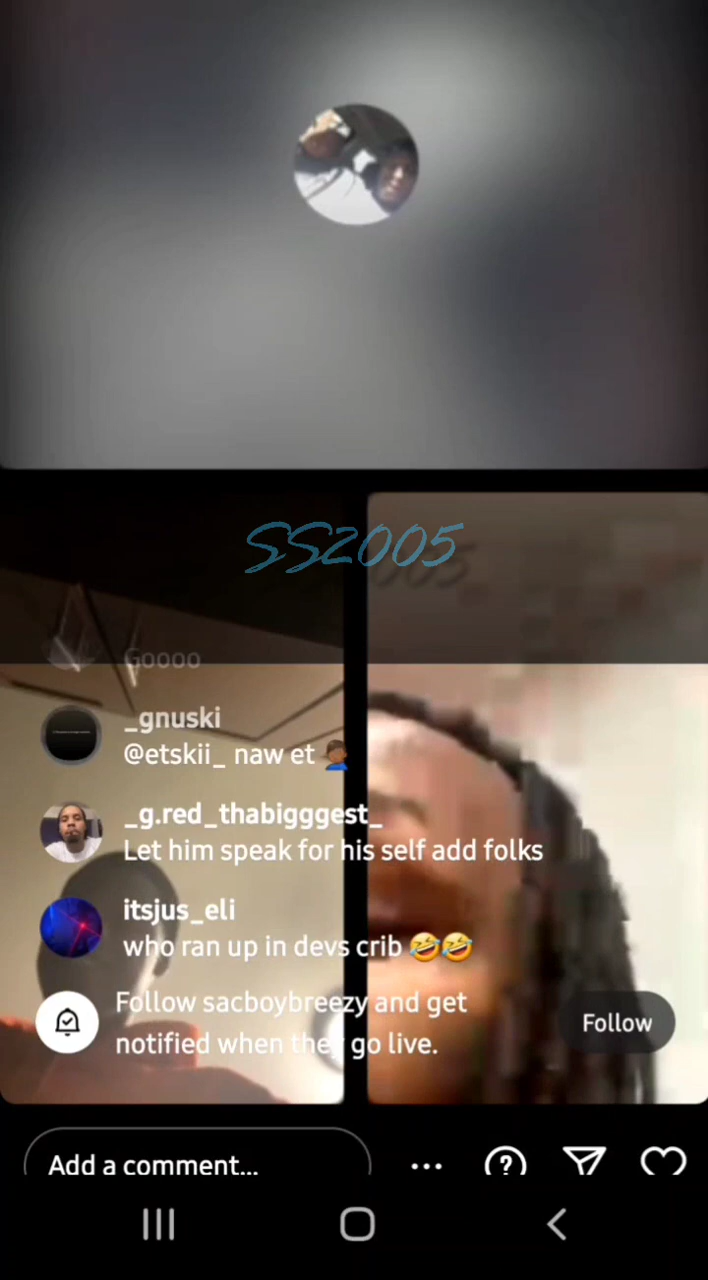 SS2005
Goooo
_gnuski
@etskii_ naw et 🤦🏾‍♂️
_g.red_thabigggest_
Let him speak for his self add folks
itsjus_eli
who ran up in devs crib 🤣🤣
Follow sacboybreezy and get
notified when they go live.
Follow
Add a comment...